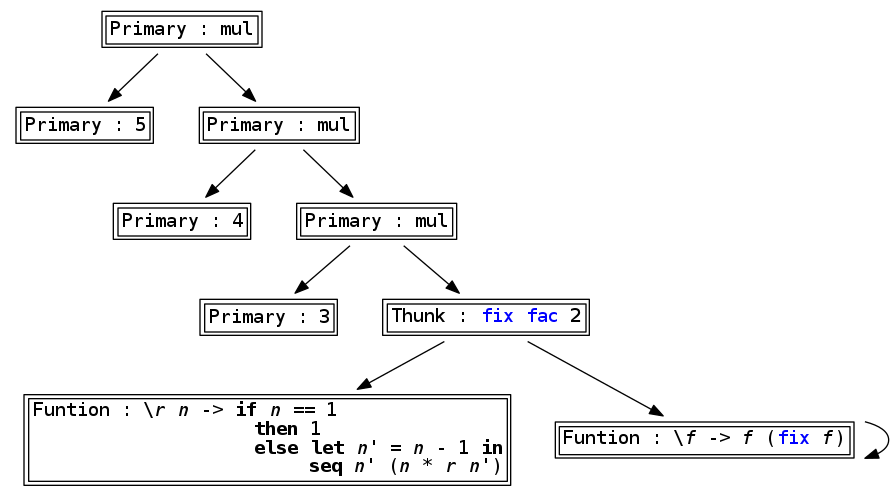 Primary : mul
Primary : 5
Primary : mul
Primary : 4
Primary : mul
Primary : 3
Thunk : fix fac 2
Funtion : \r n -> if n == 1
then 1
else let n' = n - 1 in
seq n' (n * r n')
Funtion : \f -> f (fix f)